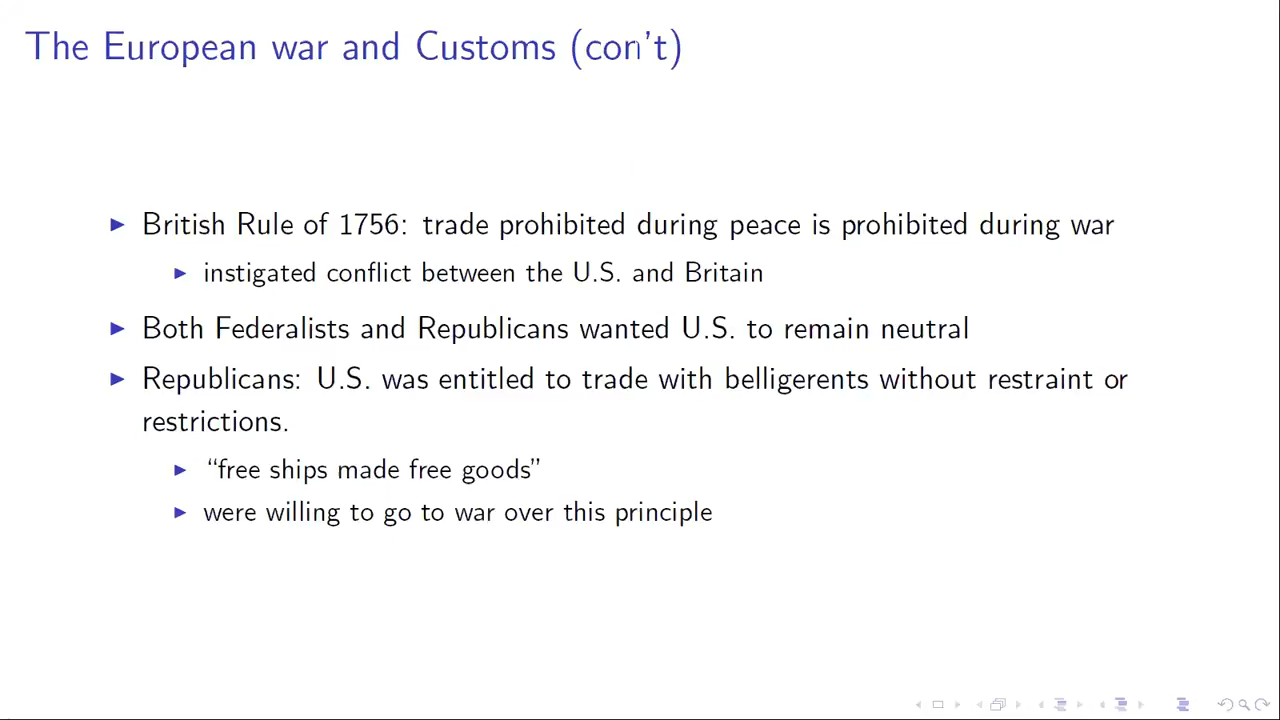 The European war and Customs (con't)
British Rule of 1756: trade prohibited during peace is prohibited during war
instigated conflict between the U.S. and Britain
Both Federalists and Republicans wanted U.S. to remain neutral
Republicans: U.S. was entitled to trade with belligerents without restraint or
restrictions.
“free ships made free goods”
were willing to go to war over this principle